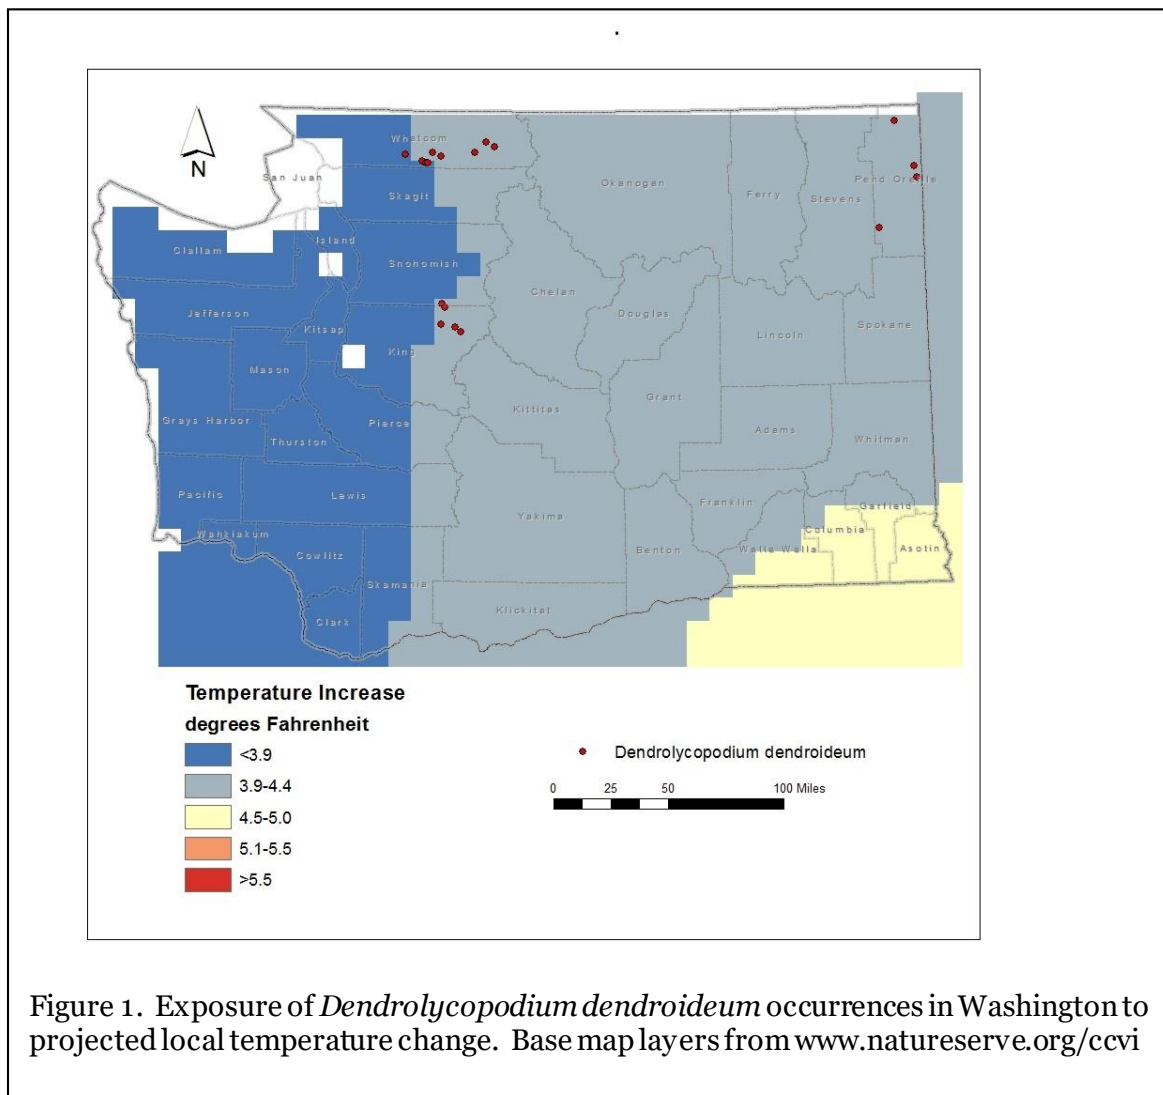 .
N
Whatcom
San Juan
Skagit
Okanogan
Ferry
Stevens
Pend Oreille
Island
Clallam
Snohomish
Chelan
Jefferson
Douglas
Kitsap
Lincoln
Spokane
King
Mason
Kittitas
Grant
Grays Harbor
Pierce
Thurston
Adams
Whitman
Pacific
Lewis
Yakima
Franklin
Garfield
Columbia
Wahkiakum
Cowlitz
Benton
Walla Walla
Asotin
Skamania
Klickitat
Clark
Temperature Increase
degrees Fahrenheit
<3.9
3.9-4.4
4.5-5.0
5.1-5.5
>5.5
Dendrolycopodium dendroideum
0 25 50 100 Miles
Figure 1. Exposure of Dendrolycopodium dendroideum occurrences in Washington to
projected local temperature change. Base map layers from www.natureserve.org/ccvi